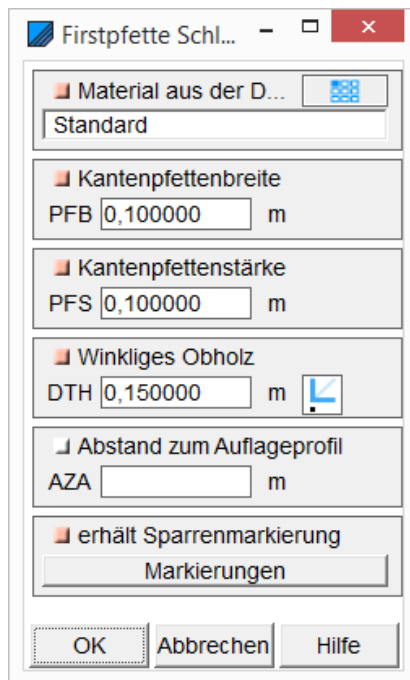 Firstpfette Schl...
Material aus der D...
Standard
Kantenpfettenbreite
PFB 0,100000 m
Kantenpfettenstärke
PFS 0,100000 m
Winkliges Obholz
DTH 0,150000 m
Abstand zum Auflageprofil
AZA m
erhält Sparrenmarkierung
Markierungen
OK Abbrechen Hilfe